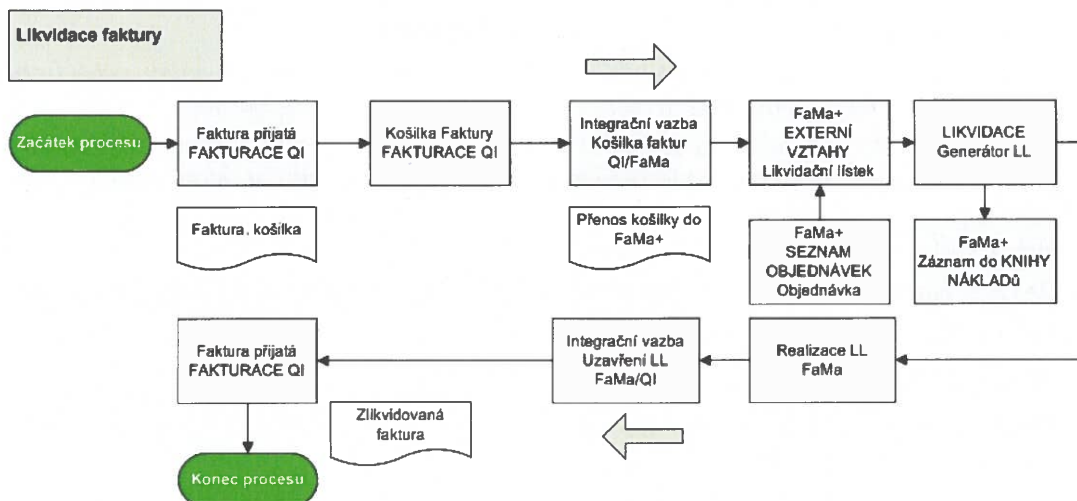 Likvidace faktury
Začátek procesu
Faktura přijatá
FAKTURACE QI
Košilka Faktury
FAKTURACE QI
Integrační vazba
Košilka faktur
QI/FaMa
FaMa+
EXTERNÍ
VZTAHY
Likvidační lístek
LIKVIDACE
Generátor LL
Faktura. košilka
Přenos košilky do
FaMa+
FaMa+
SEZNAM
OBJEDNÁVEK
Objednávka
FaMa+
Záznam do KNIHY
NÁKLADů
Faktura přijatá
FAKTURACE QI
Integrační vazba
Uzavření LL
FaMa/QI
Realizace LL
FaMa
Zlikvidovaná
faktura
Konec procesu